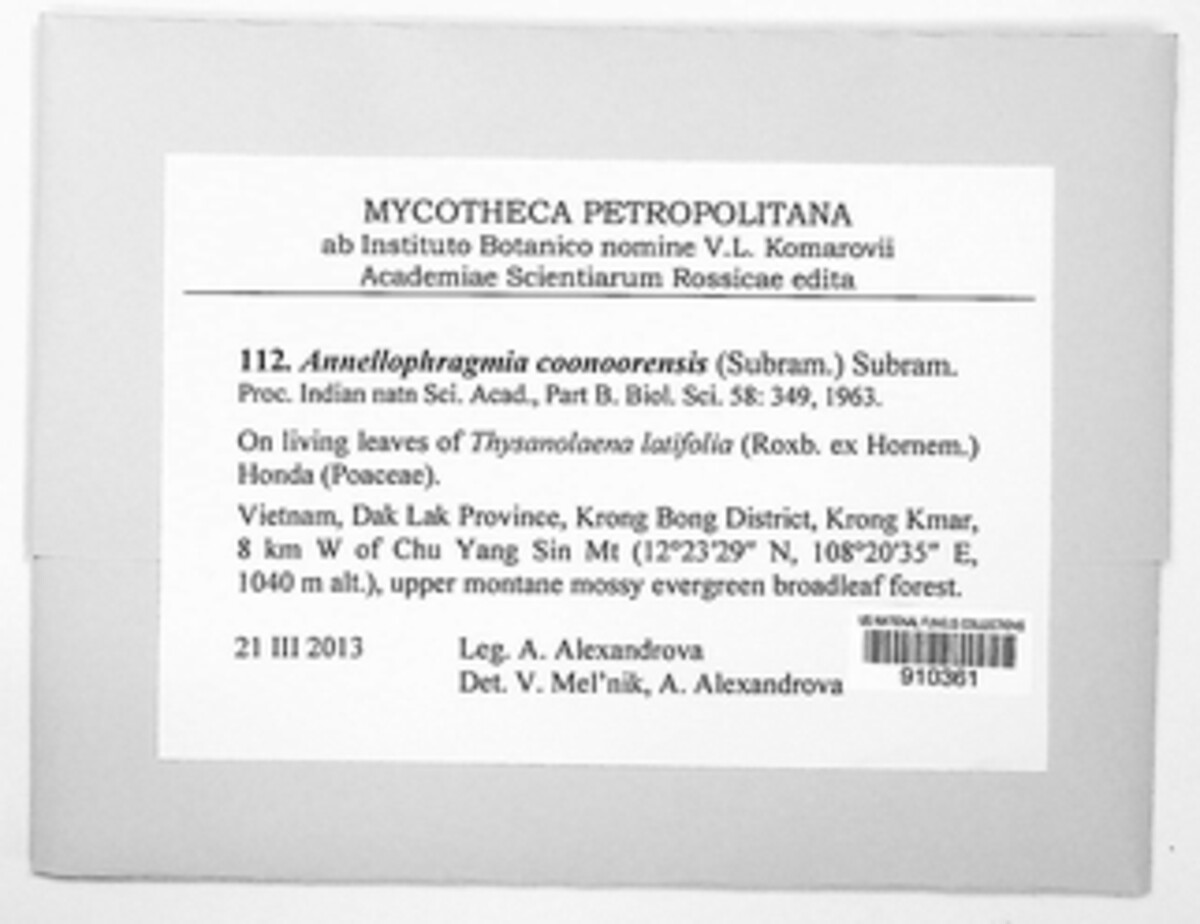 MYCOTHECA PETROPOLITANA
ab Instituto Botanico nomine V.L. Komarovii
Academiae Scientiarum Rossicae edita
112. Annellophragmia coonoorensis (Subram.) Subram.
Proc. Indian natn Sci. Acad., Part B. Biol. Sci. 58: 349, 1963.
On living leaves of Thysanolaena latifolia (Roxb. ex Hornem.)
Honda (Poaceae).
Vietnam, Dak Lak Province, Krong Bong District, Krong Kmar,
8 km W of Chu Yang Sin Mt (12°23'29" N, 108°20'35" E,
1040 m alt.), upper montane mossy evergreen broadleaf forest.
21 III 2013
Leg. A. Alexandrova
Det. V. Mel'nik, A. Alexandrova
US NATIONAL FUNGUS COLLECTIONS
910361